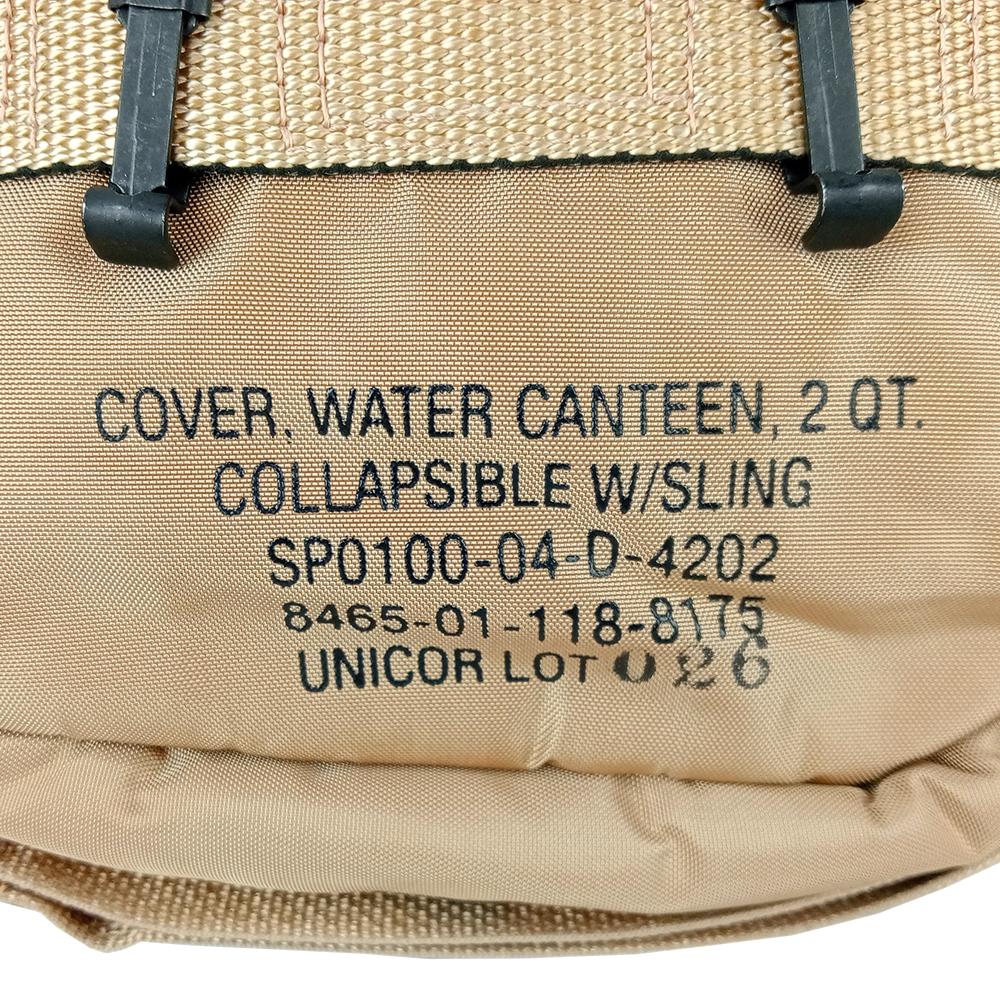 COVER, WATER CANTEEN, 2 QT.
COLLAPSIBLE W/SLING
SP0100-04-D-4202
8465-01-118-8175
UNICOR LOT 026